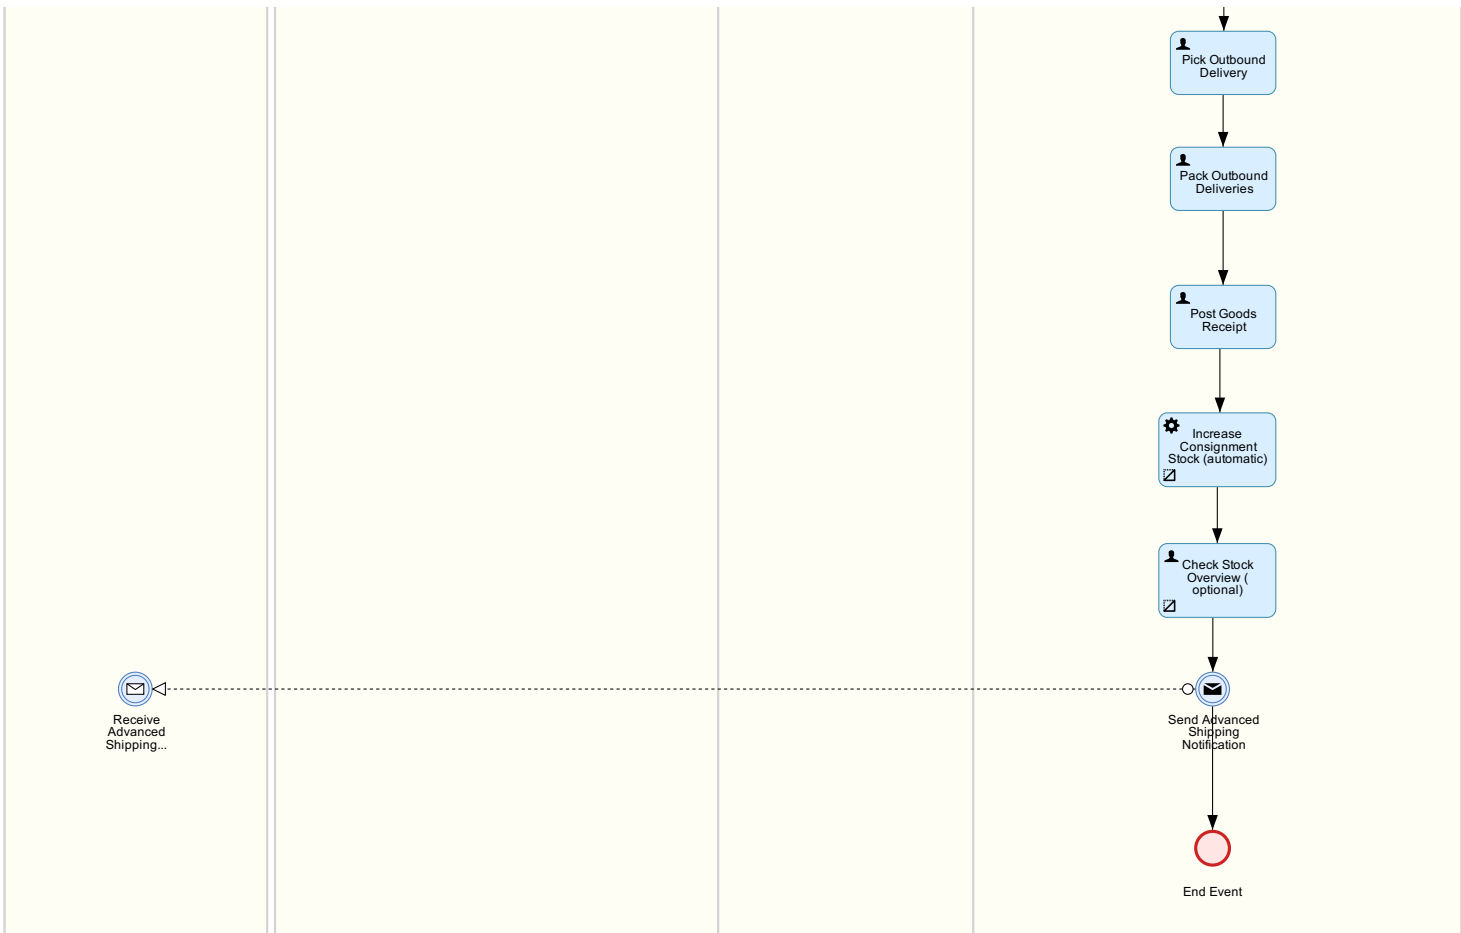 Pick Outbound
Delivery
Pack Outbound
Deliveries
Post Goods
Receipt
Increase
Consignment
Stock (automatic)
Check Stock
Overview (
optional)
Receive
Advanced
Shipping...
Send Advanced
Shipping
Notification
End Event